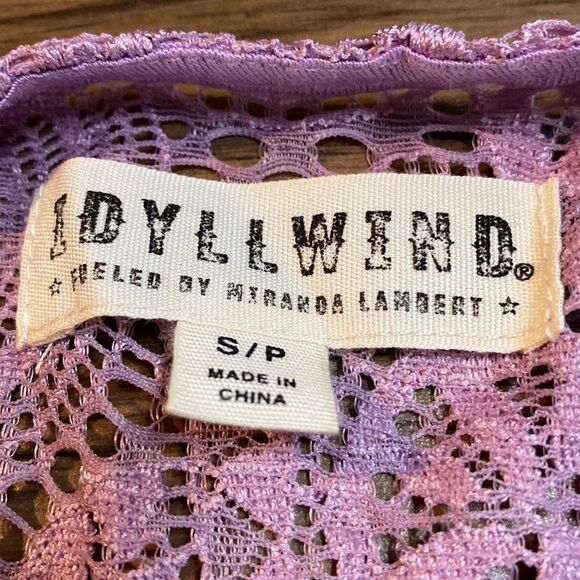 IDYLLWIND®
☆ FUELED BY MIRANDA LAMBERT ☆
S/P
MADE IN
CHINA